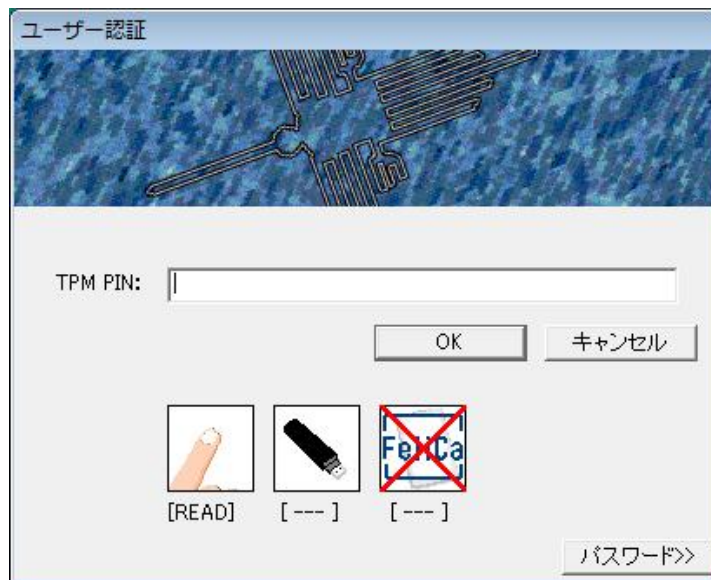 ユーザー認証
TPM PIN:
OK キャンセル
FeliCa
[READ] [ --- ] [ --- ]
パスワード>>